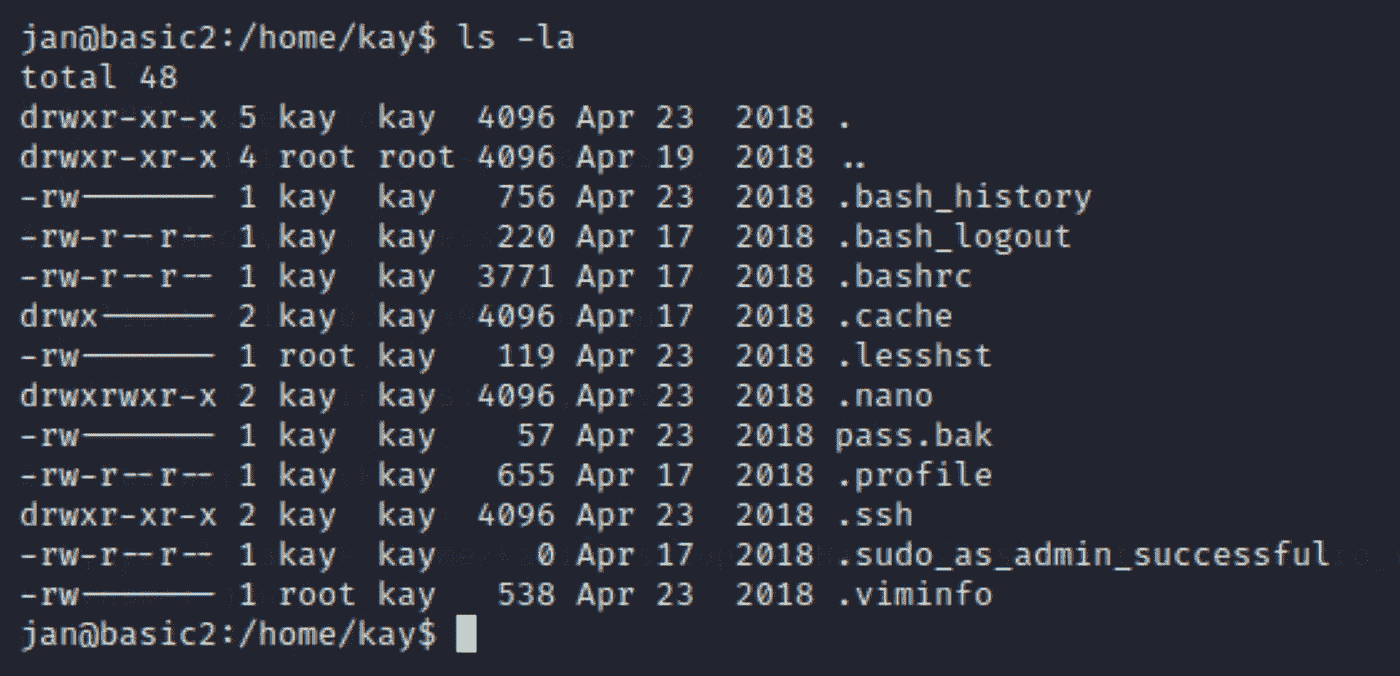 jan@basic2:/home/kay$ ls -la
total 48
drwxr-xr-x 5 kay  kay  4096 Apr 23  2018 .
drwxr-xr-x 4 root root 4096 Apr 19  2018 ..
-rw------- 1 kay  kay   756 Apr 23  2018 .bash_history
-rw-r--r-- 1 kay  kay   220 Apr 17  2018 .bash_logout
-rw-r--r-- 1 kay  kay  3771 Apr 17  2018 .bashrc
drwx------ 2 kay  kay  4096 Apr 17  2018 .cache
-rw------- 1 root kay   119 Apr 23  2018 .lesshst
drwxrwxr-x 2 kay  kay  4096 Apr 23  2018 .nano
-rw------- 1 kay  kay    57 Apr 23  2018 pass.bak
-rw-r--r-- 1 kay  kay   655 Apr 17  2018 .profile
drwxr-xr-x 2 kay  kay  4096 Apr 23  2018 .ssh
-rw-r--r-- 1 kay  kay     0 Apr 17  2018 .sudo_as_admin_successful
-rw------- 1 root kay   538 Apr 23  2018 .viminfo
jan@basic2:/home/kay$